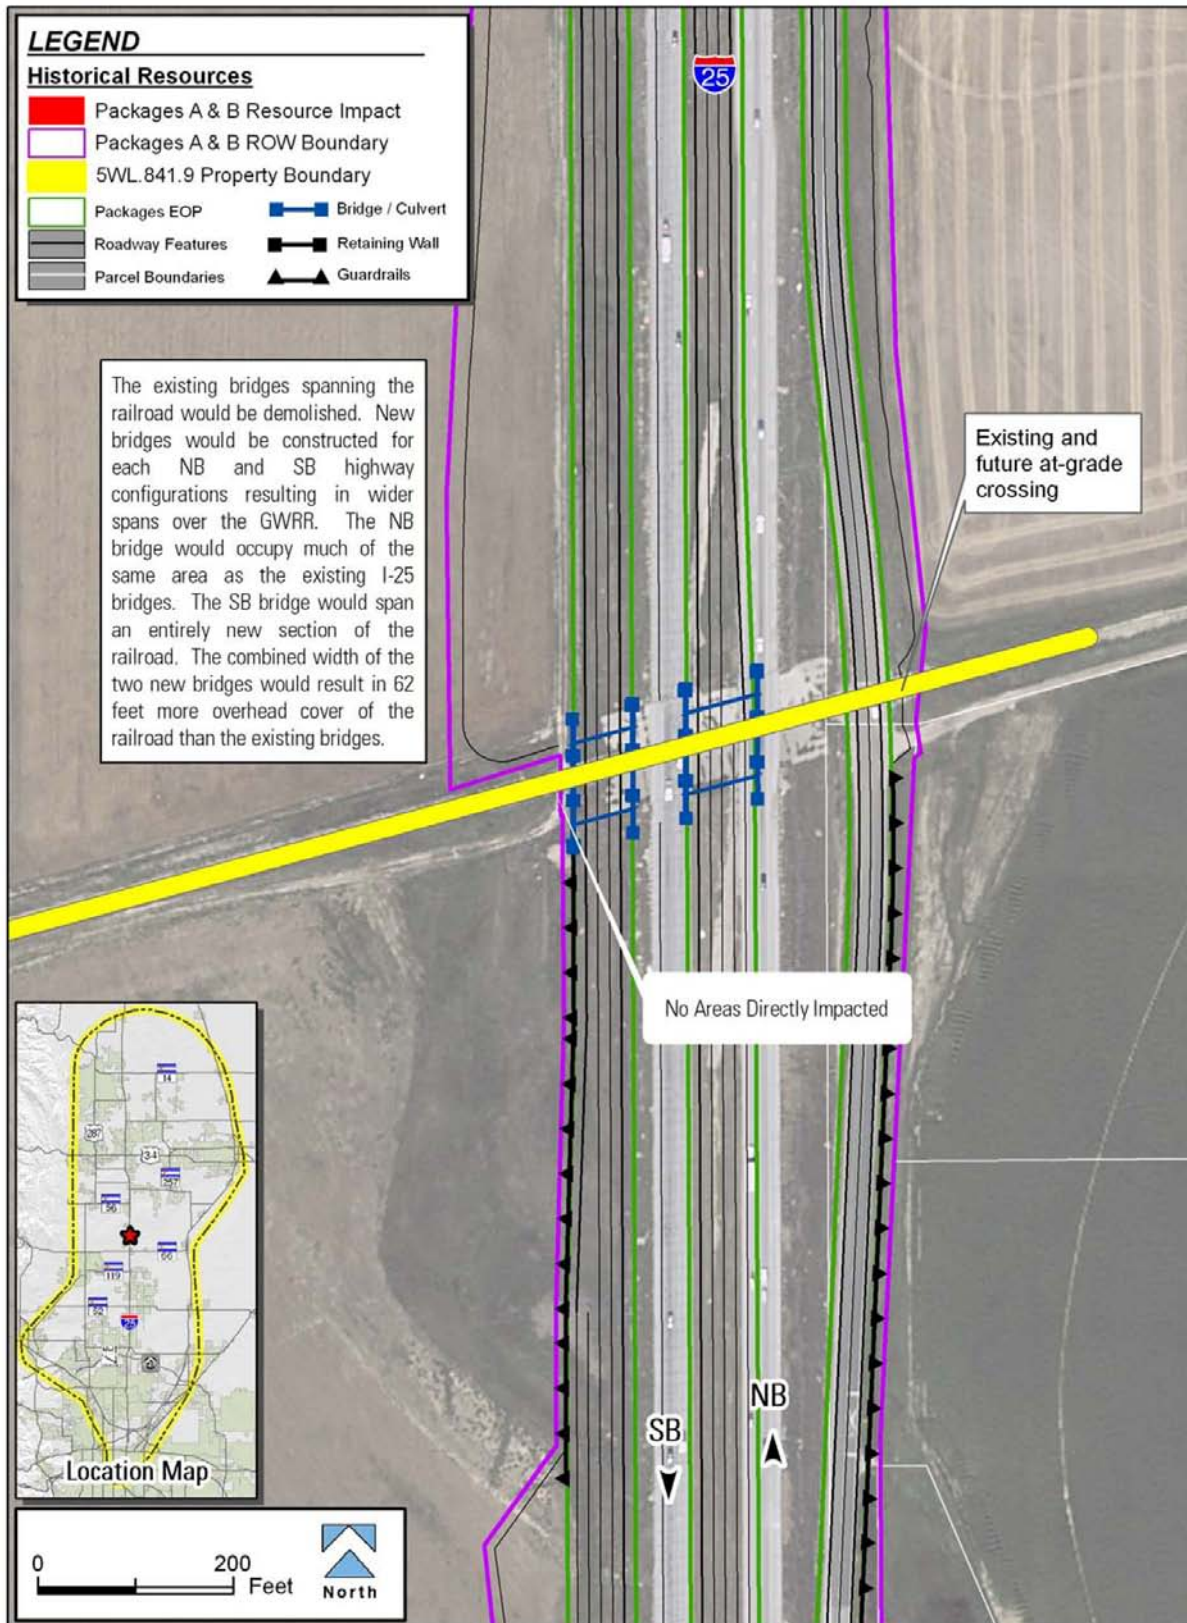 LEGEND
Historical Resources
Packages A & B Resource Impact
Packages A & B ROW Boundary
5WL.841.9 Property Boundary
Packages EOP
Bridge / Culvert
Roadway Features
Retaining Wall
Parcel Boundaries
Guardrails
25
The existing bridges spanning the
railroad would be demolished. New
bridges would be constructed for
each NB and SB highway
configurations resulting in wider
spans over the GWRR. The NB
bridge would occupy much of the
same area as the existing I-25
bridges. The SB bridge would span
an entirely new section of the
railroad. The combined width of the
two new bridges would result in 62
feet more overhead cover of the
railroad than the existing bridges.
Existing and
future at-grade
crossing
No Areas Directly Impacted
14
287
34
257
56
66
119
52
25
Location Map
SB
NB
0
200
Feet
North